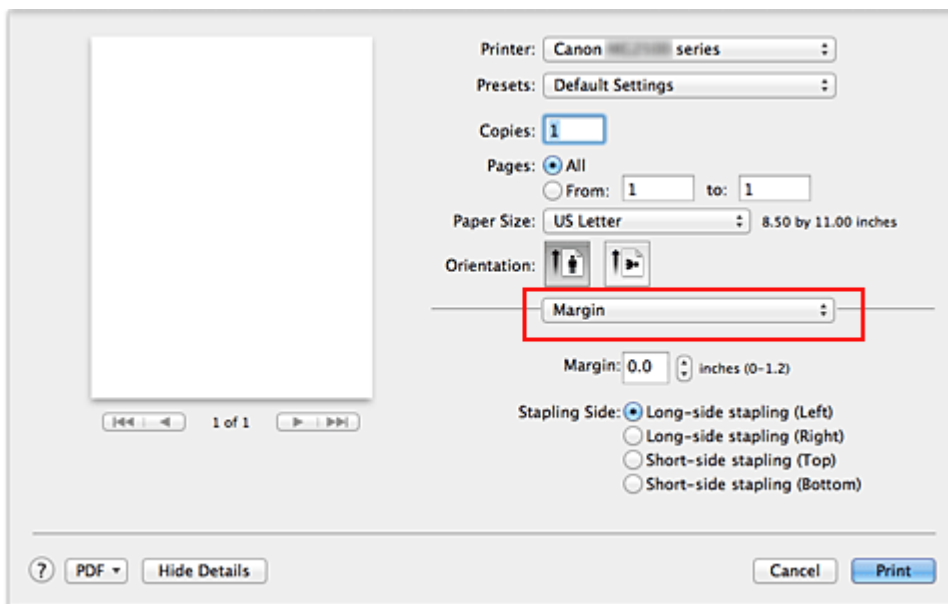 Printer: Canon series
Presets: Default Settings
Copies: 1
Pages: All
From: 1 to: 1
Paper Size: US Letter 8.50 by 11.00 inches
Orientation:
Margin
Margin: 0.0 inches (0-1.2)
Stapling Side: Long-side stapling (Left)
Long-side stapling (Right)
Short-side stapling (Top)
Short-side stapling (Bottom)
1 of 1
? PDF Hide Details Cancel Print